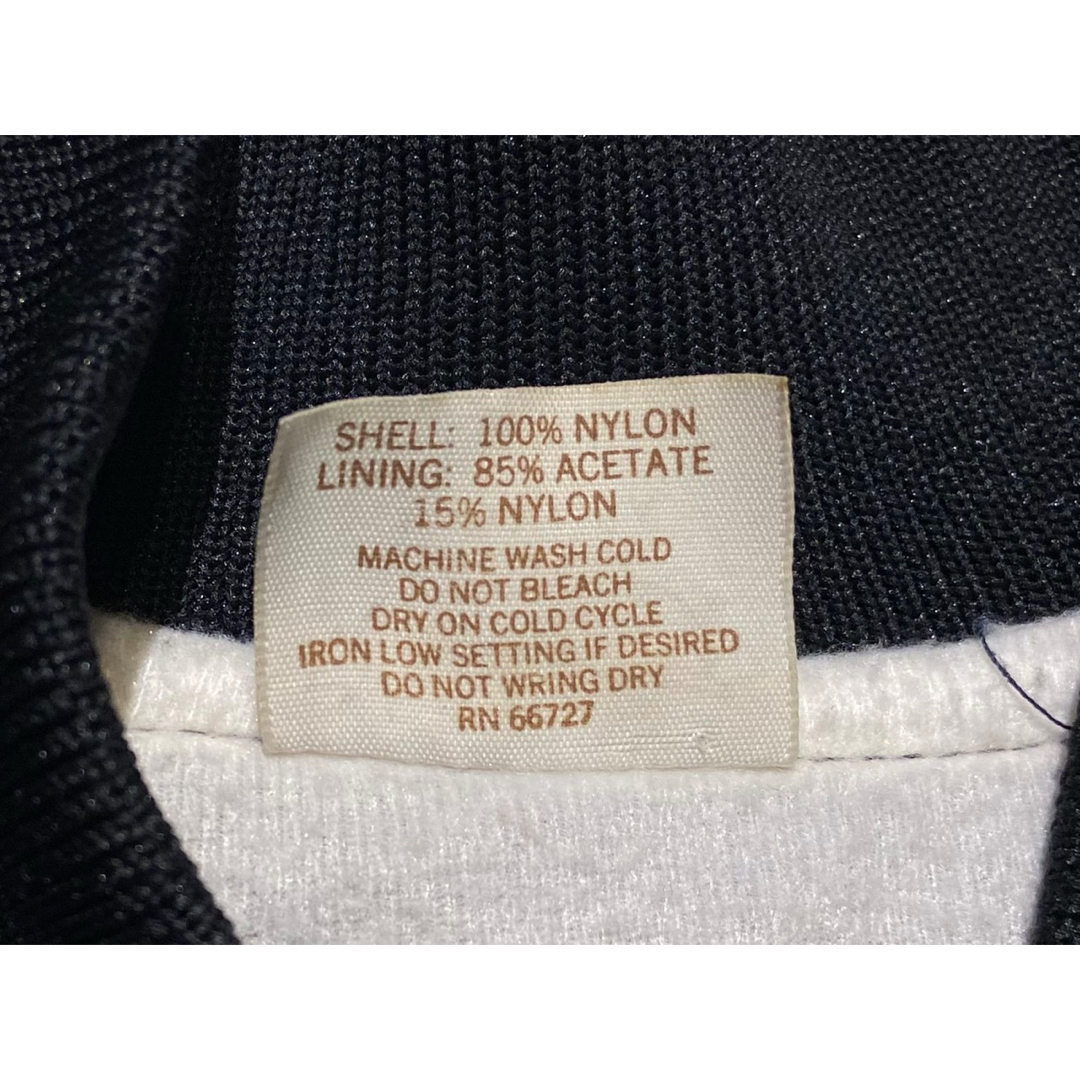 SHELL: 100% NYLON
LINING: 85% ACETATE
15% NYLON
MACHINE WASH COLD
DO NOT BLEACH
DRY ON COLD CYCLE
IRON LOW SETTING IF DESIRED
DO NOT WRING DRY
RN 66727